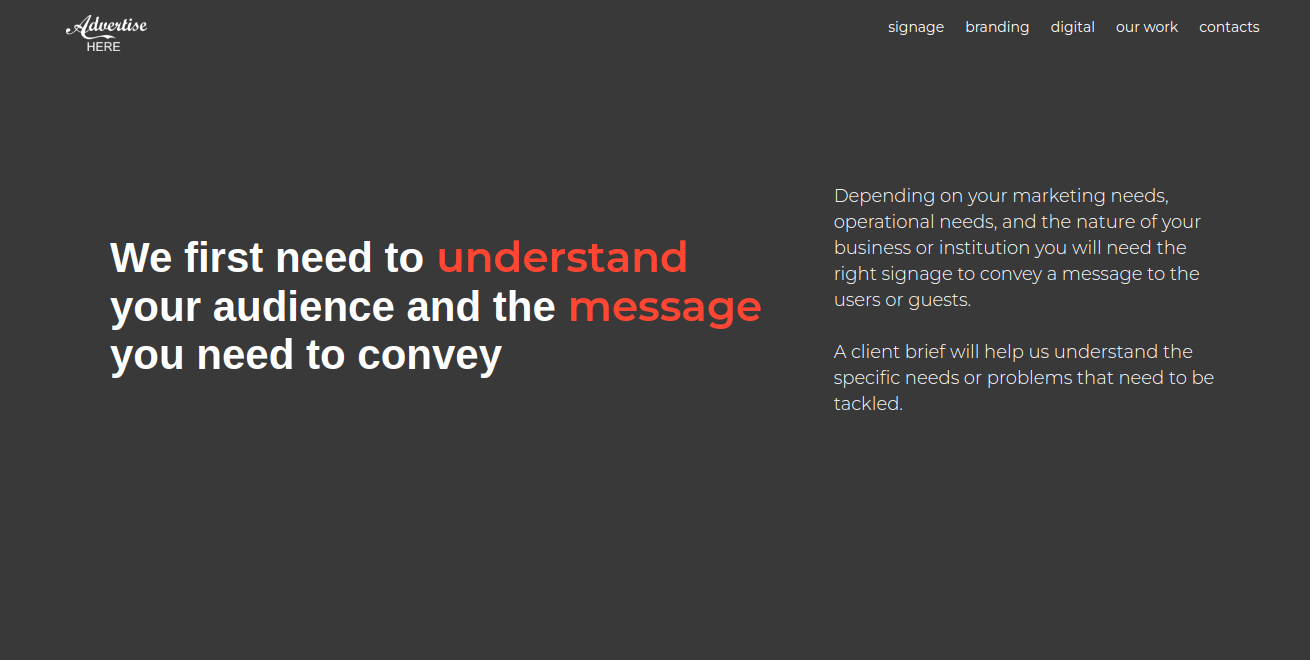 Advertise
HERE
signage branding digital our work contacts
We first need to understand
your audience and the message
you need to convey
Depending on your marketing needs,
operational needs, and the nature of your
business or institution you will need the
right signage to convey a message to the
users or guests.
A client brief will help us understand the
specific needs or problems that need to be
tackled.